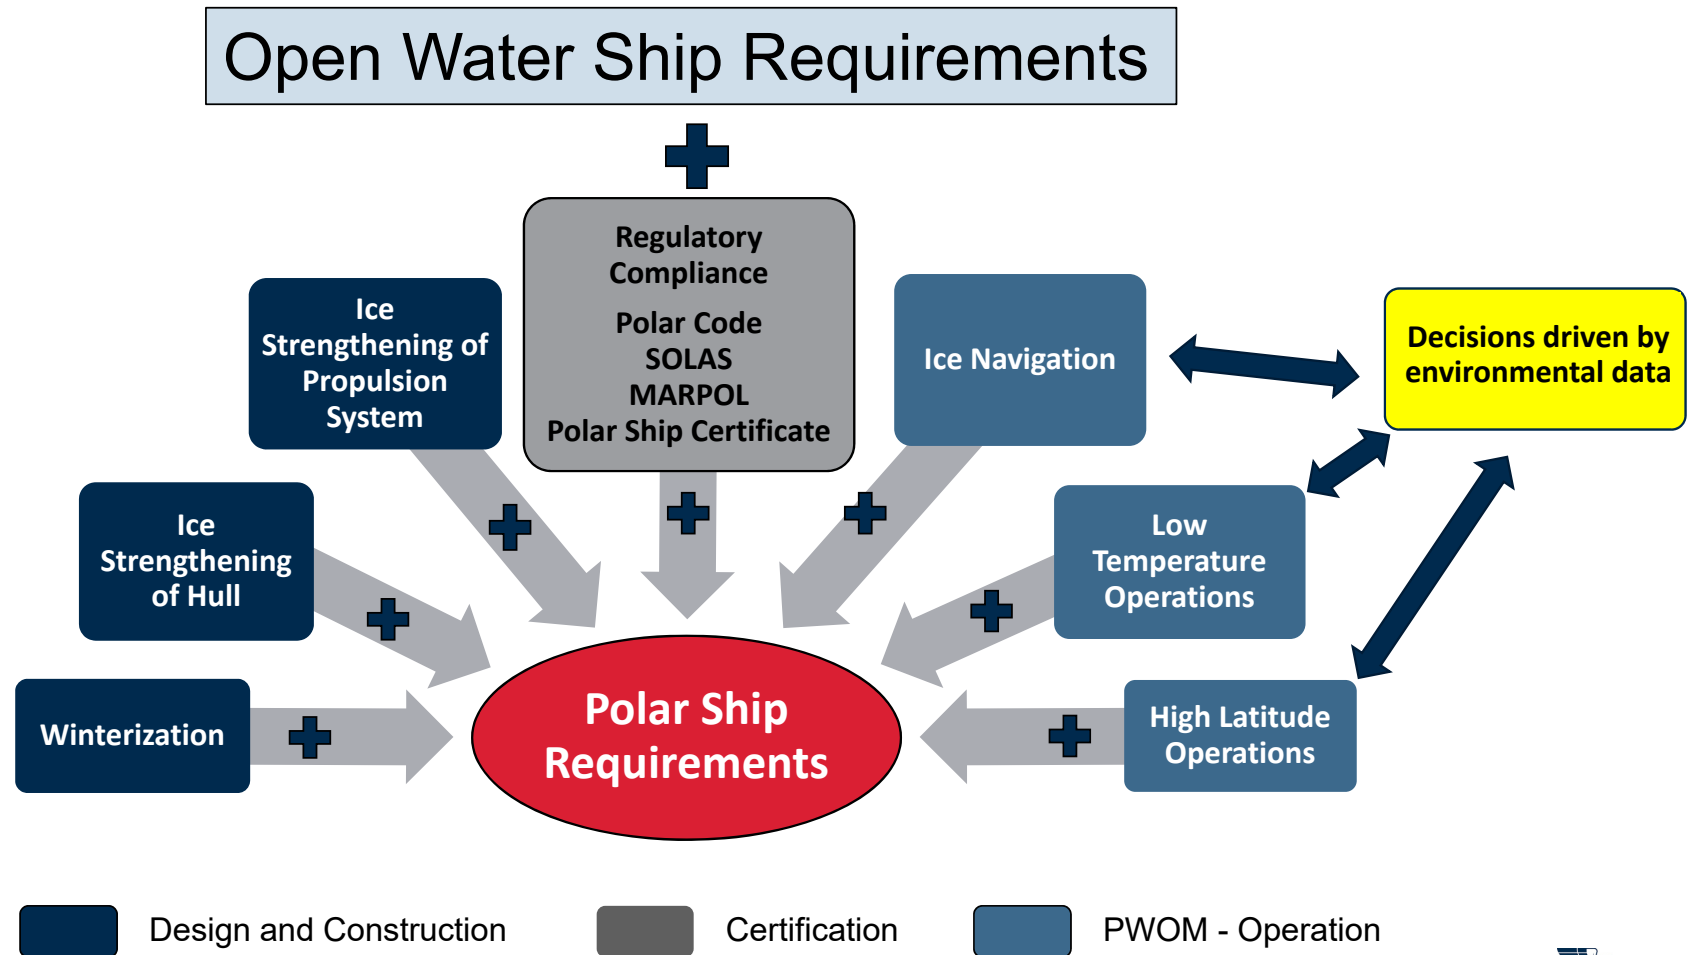 Open Water Ship Requirements
Regulatory
Compliance
Polar Code
SOLAS
MARPOL
Polar Ship Certificate
Ice
Strengthening of
Propulsion
System
Ice Navigation
Decisions driven by
environmental data
Ice
Strengthening
of Hull
Low
Temperature
Operations
Winterization
Polar Ship
Requirements
High Latitude
Operations
Design and Construction
Certification
PWOM - Operation